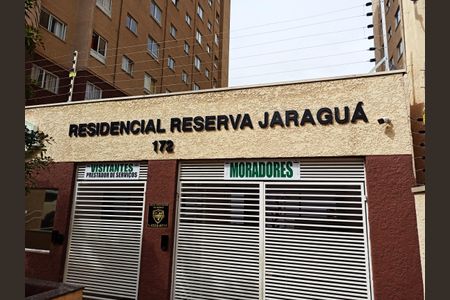 RESIDENCIAL RESERVA JARAGUÁ
172
VISITANTES
PRESTADOR DE SERVIÇOS
MORADORES